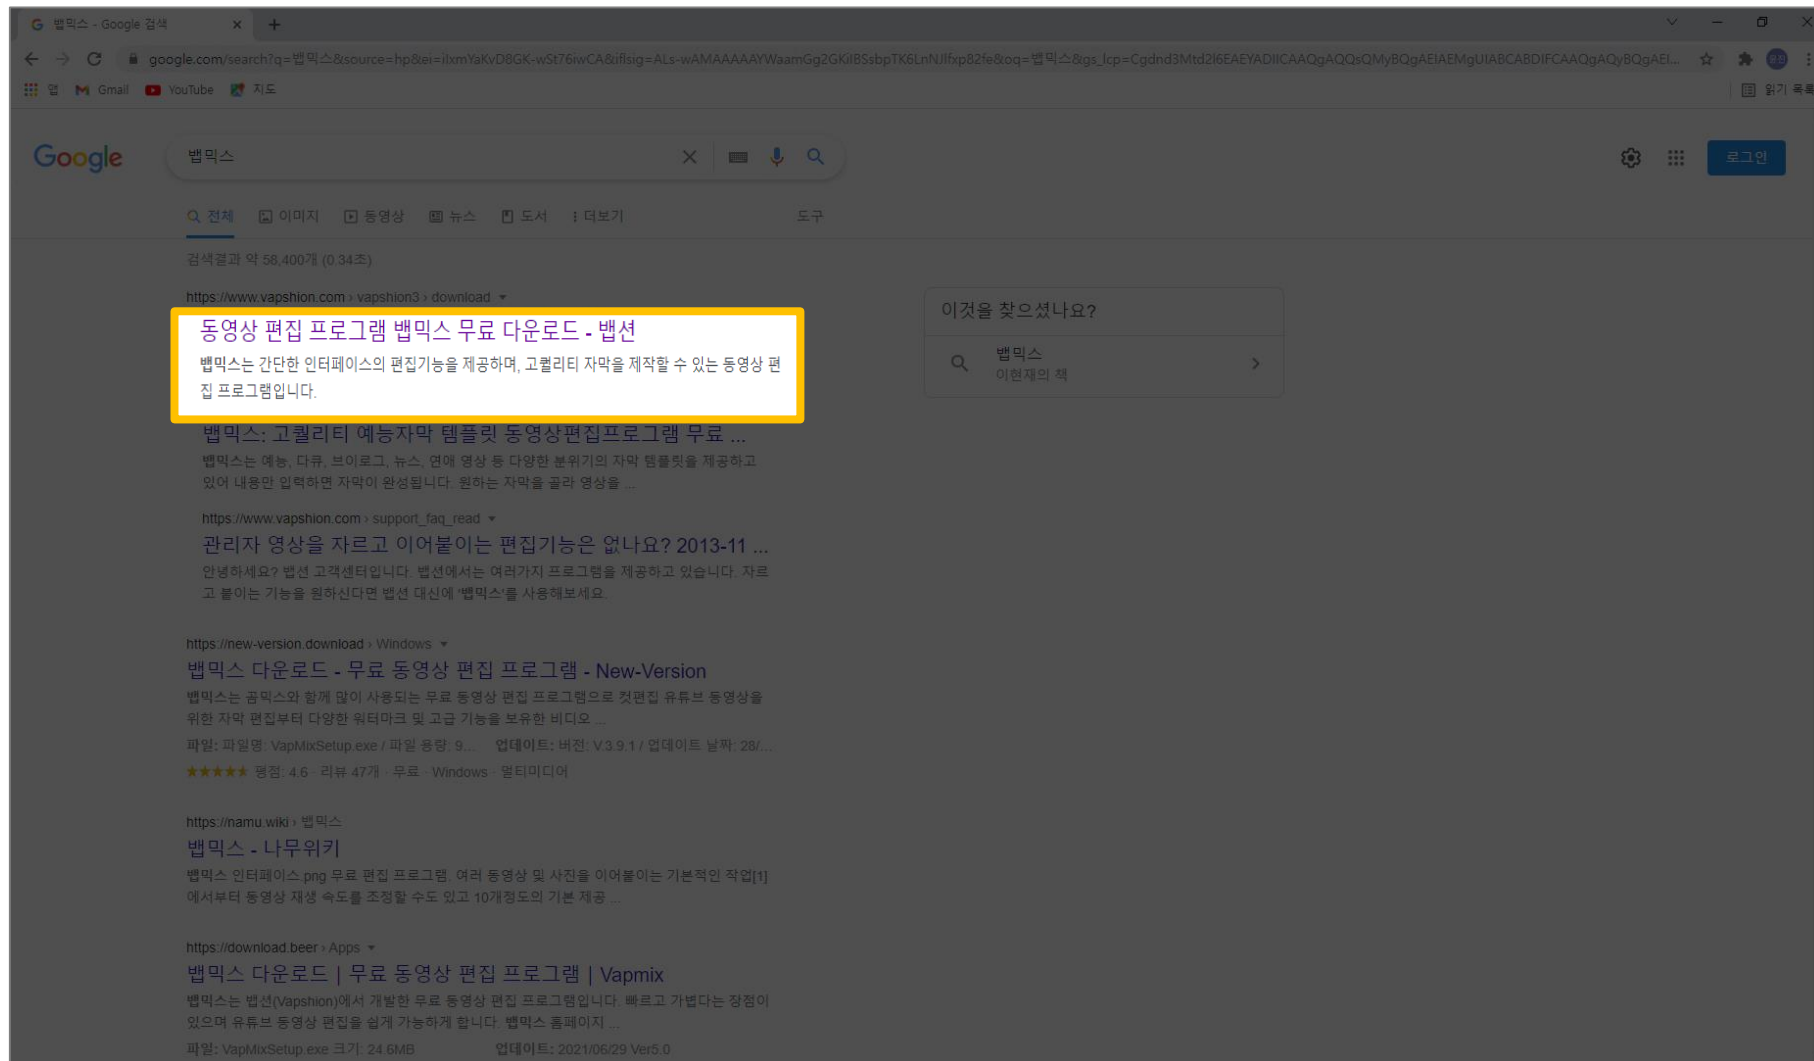 뱁믹스 - Google 검색
앱 Gmail YouTube 지도
읽기 목록
Google
뱁믹스
로그인
전체 이미지 동영상 뉴스 도서 더보기 도구
검색결과 약 58,400개 (0.34초)
https://www.vapshion.com › vapshion3 › download
동영상 편집 프로그램 뱁믹스 무료 다운로드 - 뱁션
뱁믹스는 간단한 인터페이스의 편집기능을 제공하며, 고퀄리티 자막을 제작할 수 있는 동영상 편
집 프로그램입니다.
뱁믹스: 고퀄리티 예능자막 템플릿 동영상편집프로그램 무료 ...
뱁믹스는 예능, 다큐, 브이로그, 뉴스, 연애 영상 등 다양한 분위기의 자막 템플릿을 제공하고
있어 내용만 입력하면 자막이 완성됩니다. 원하는 자막을 골라 영상을 ...
https://www.vapshion.com › support_faq_read
관리자 영상을 자르고 이어붙이는 편집기능은 없나요? 2013-11 ...
안녕하세요? 뱁션 고객센터입니다. 뱁션에서는 여러가지 프로그램을 제공하고 있습니다. 자르
고 붙이는 기능을 원하신다면 뱁션 대신에 '뱁믹스'를 사용해보세요.
https://new-version.download › Windows
뱁믹스 다운로드 - 무료 동영상 편집 프로그램 - New-Version
뱁믹스는 곰믹스와 함께 많이 사용되는 무료 동영상 편집 프로그램으로 컷편집 유튜브 동영상을
위한 자막 편집부터 다양한 워터마크 및 고급 기능을 보유한 비디오 ...
파일: 파일명: VapMixSetup.exe / 파일 용량: 9... 업데이트: 버전: V.3.9.1 / 업데이트 날짜: 28/...
평점: 4.6 · 리뷰 47개 · 무료 · Windows · 멀티미디어
https://namu.wiki › 뱁믹스
뱁믹스 - 나무위키
뱁믹스 인터페이스.png 무료 편집 프로그램. 여러 동영상 및 사진을 이어붙이는 기본적인 작업[1]
에서부터 동영상 재생 속도를 조정할 수도 있고 10개정도의 기본 제공 ...
https://download.beer › Apps
뱁믹스 다운로드 | 무료 동영상 편집 프로그램 | Vapmix
뱁믹스는 뱁션(Vapshion)에서 개발한 무료 동영상 편집 프로그램입니다. 빠르고 가볍다는 장점이
있으며 유튜브 동영상 편집을 쉽게 가능하게 합니다. 뱁믹스 홈페이지 ...
파일: VapMixSetup.exe 크기: 24.6MB 업데이트: 2021/06/29 Ver5.0
이것을 찾으셨나요?
뱁믹스
이현재의 책